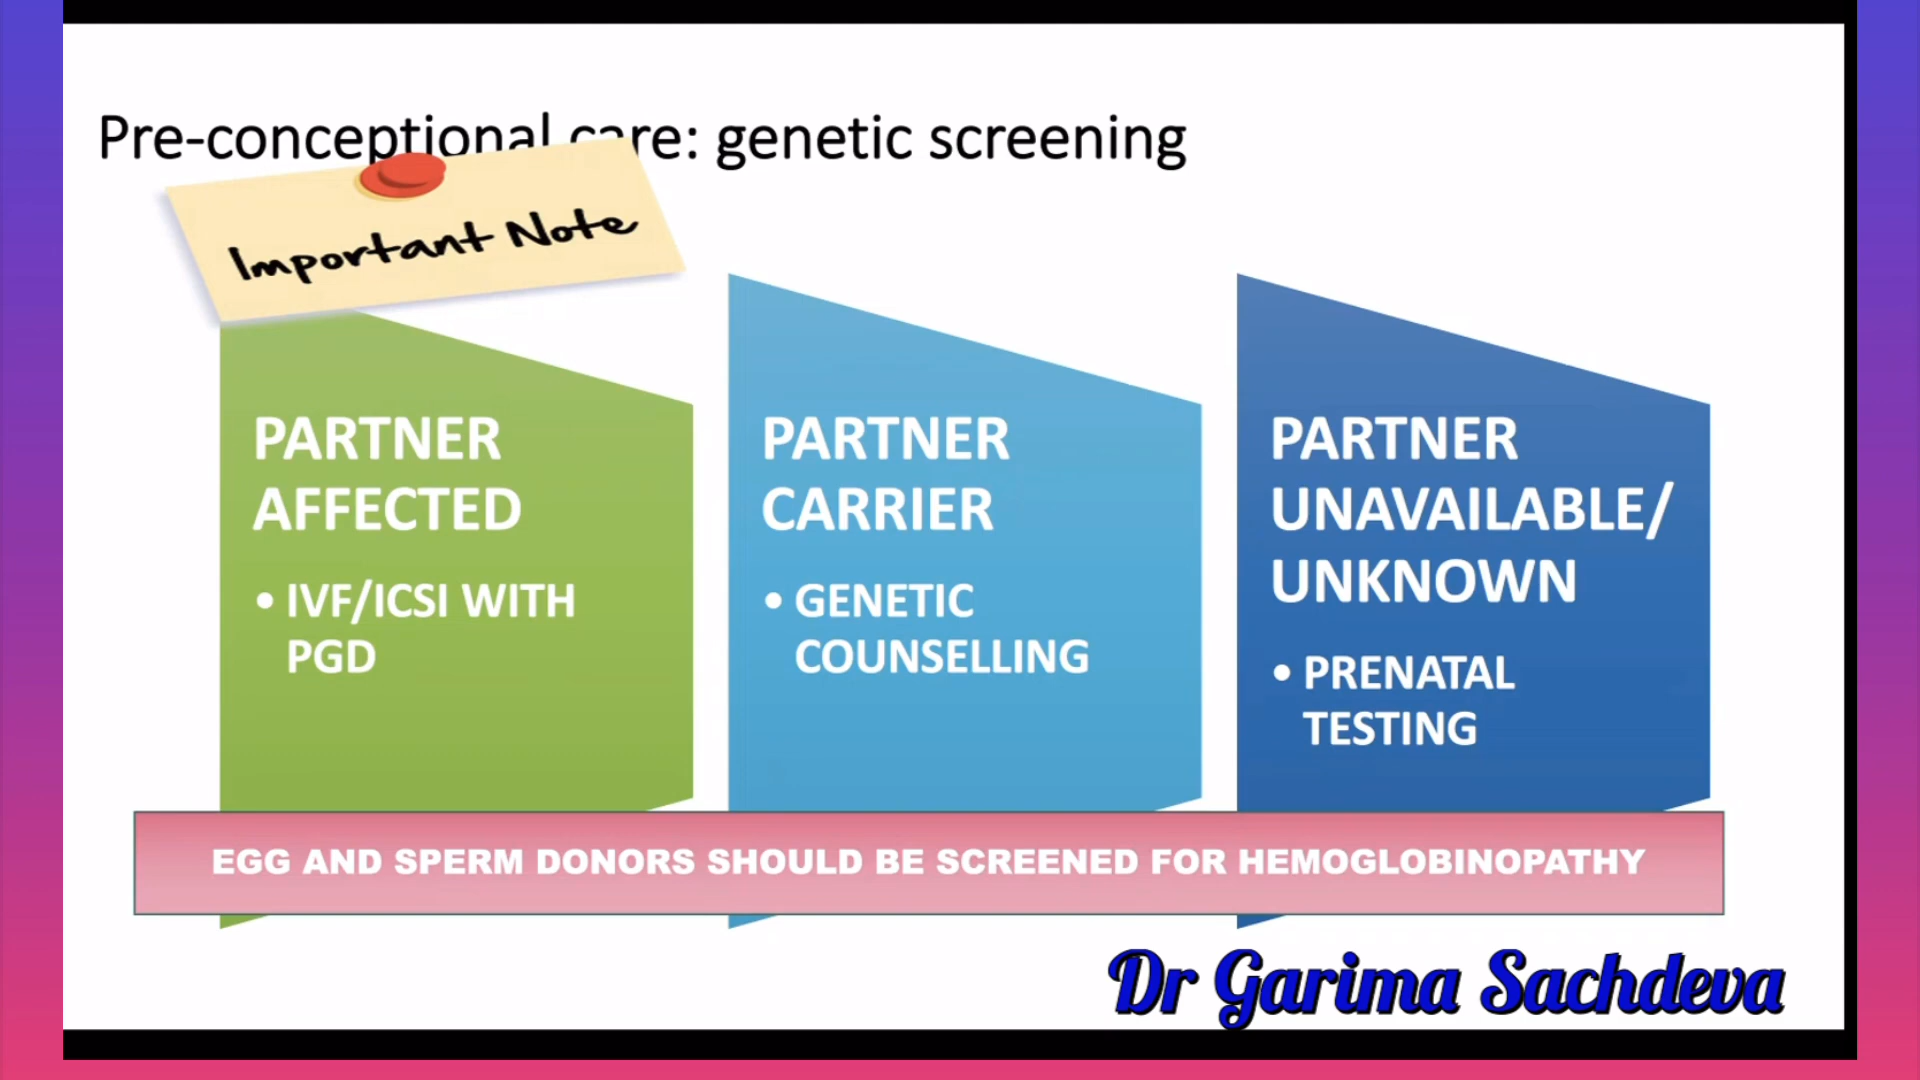 Pre-conceptional care: genetic screening
Important Note
PARTNER
AFFECTED
• IVF/ICSI WITH
PGD
PARTNER
CARRIER
• GENETIC
COUNSELLING
PARTNER
UNAVAILABLE/
UNKNOWN
• PRENATAL
TESTING
EGG AND SPERM DONORS SHOULD BE SCREENED FOR HEMOGLOBINOPATHY
Dr Garima Sachdeva